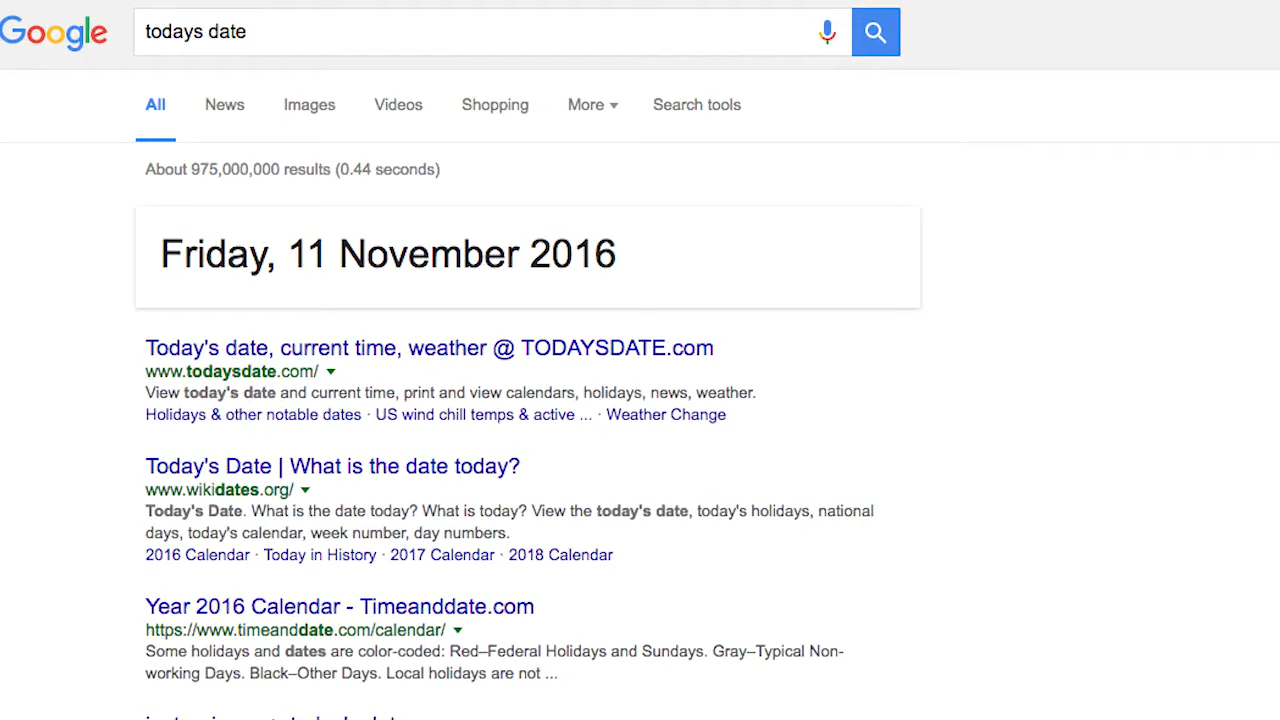 Google
todays date
All News Images Videos Shopping More Search tools
About 975,000,000 results (0.44 seconds)
Friday, 11 November 2016
Today's date, current time, weather @ TODAYSDATE.com
www.todaysdate.com/
View today's date and current time, print and view calendars, holidays, news, weather.
Holidays & other notable dates · US wind chill temps & active ... · Weather Change
Today's Date | What is the date today?
www.wikidates.org/
Today's Date. What is the date today? What is today? View the today's date, today's holidays, national
days, today's calendar, week number, day numbers.
2016 Calendar · Today in History · 2017 Calendar · 2018 Calendar
Year 2016 Calendar - Timeanddate.com
https://www.timeanddate.com/calendar/
Some holidays and dates are color-coded: Red–Federal Holidays and Sundays. Gray–Typical Non-
working Days. Black–Other Days. Local holidays are not ...